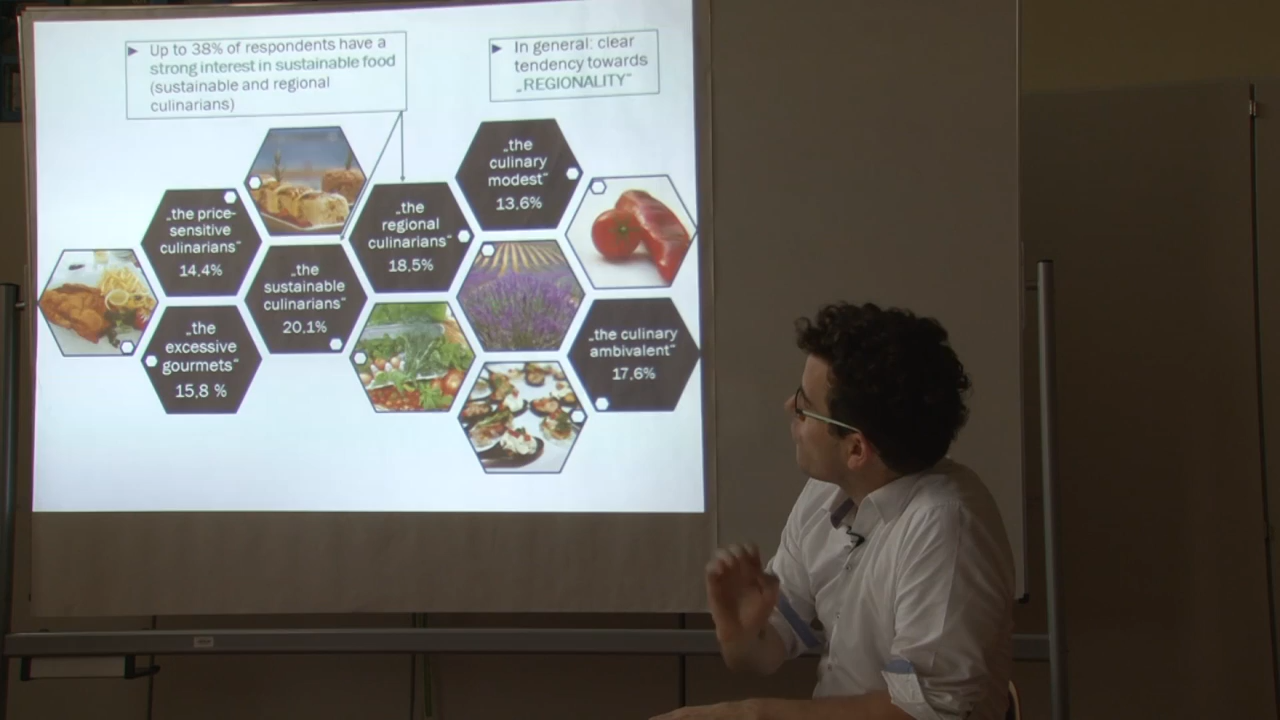 ► Up to 38% of respondents have a
strong interest in sustainable food
(sustainable and regional
culinarians)
► In general: clear
tendency towards
„REGIONALITY“
„the price-
sensitive
culinarians“
14,4%
„the
excessive
gourmets“
15,8 %
„the
sustainable
culinarians“
20,1%
„the
regional
culinarians“
18,5%
„the
culinary
modest“
13,6%
„the culinary
ambivalent“
17,6%